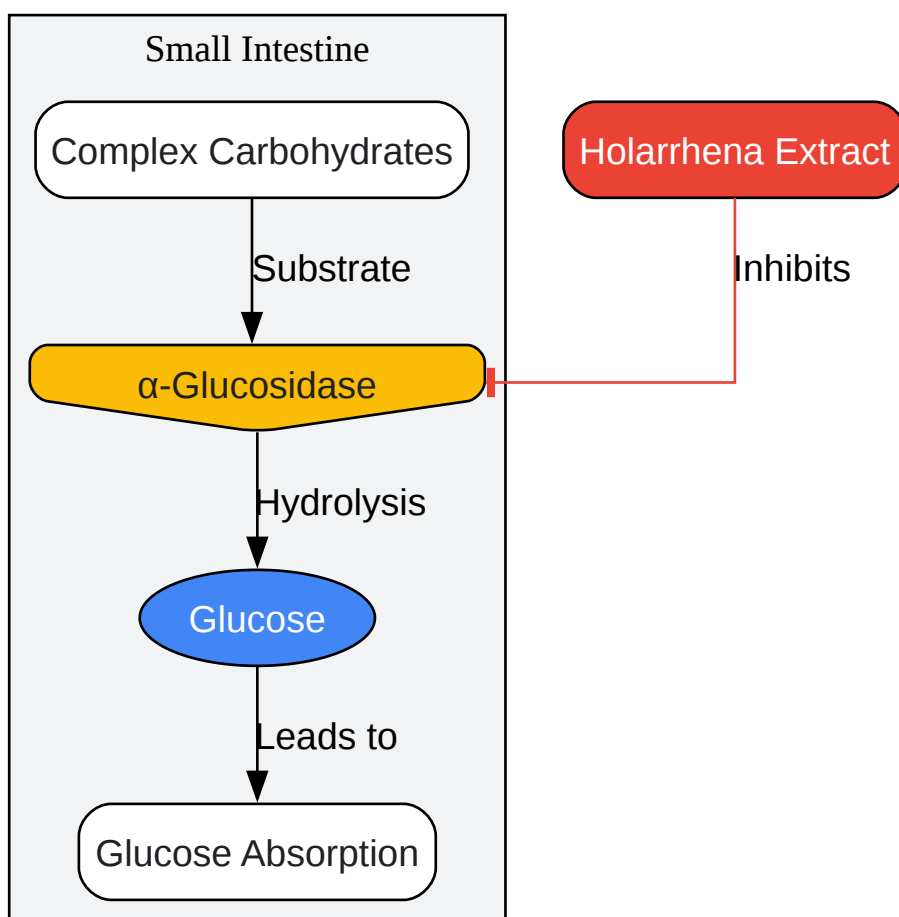 Small Intestine
Complex Carbohydrates
Holarrhena Extract
Substrate
Inhibits
α-Glucosidase
Hydrolysis
Glucose
Leads to
Glucose Absorption